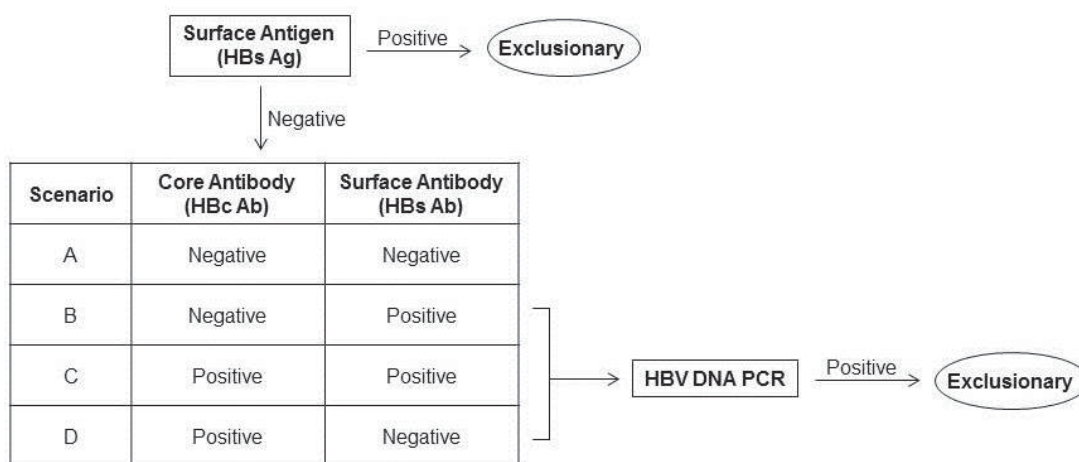 Surface Antigen
(HBs Ag)
Positive
Exclusionary
Negative
Scenario
Core Antibody
(HBc Ab)
Surface Antibody
(HBs Ab)
A
Negative
Negative
B
Negative
Positive
C
Positive
Positive
D
Positive
Negative
HBV DNA PCR
Positive
Exclusionary